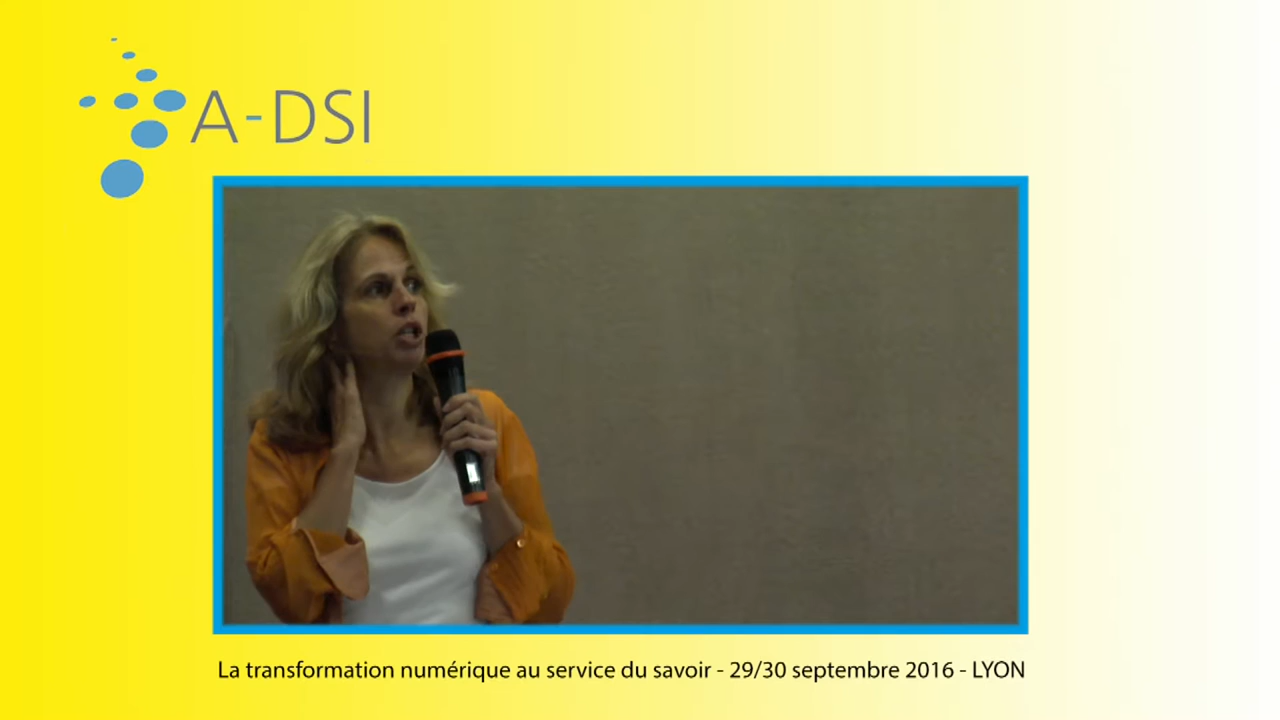 A-DSI
La transformation numérique au service du savoir - 29/30 septembre 2016 - LYON